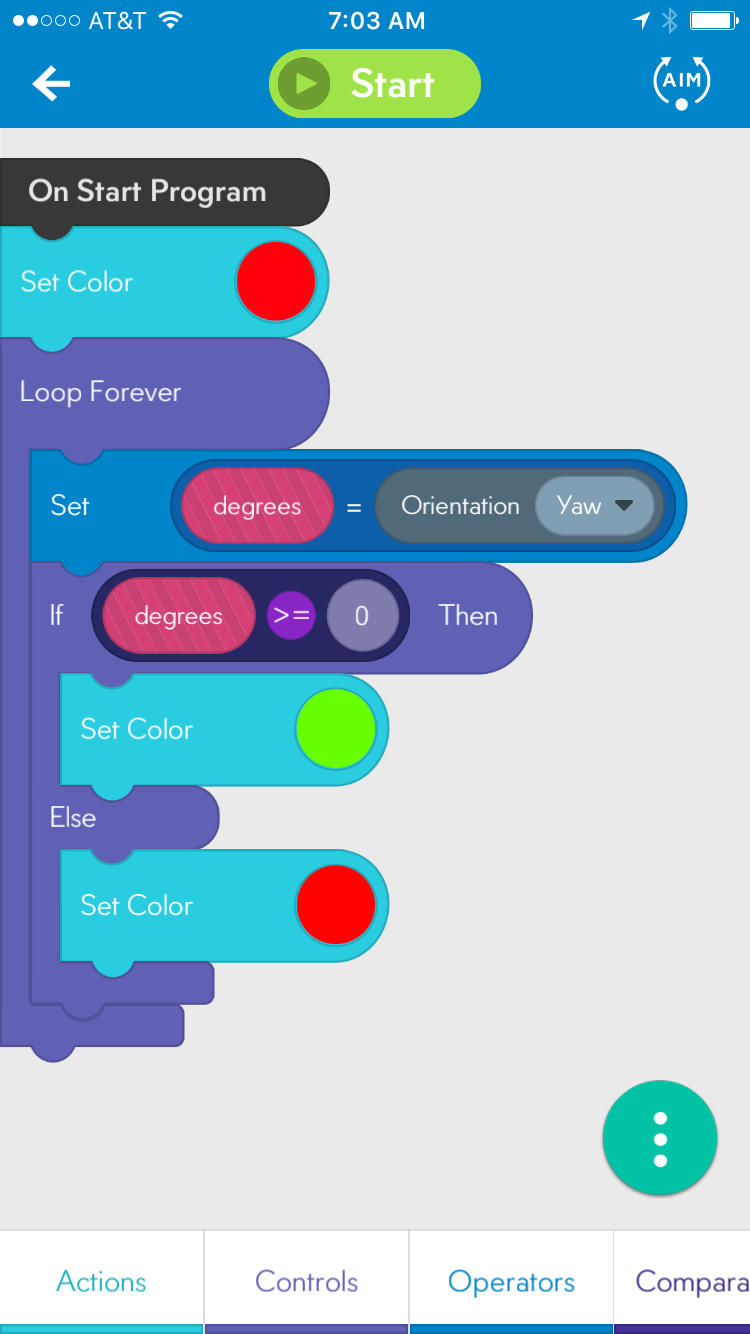 AT&T 7:03 AM
Start
AIM
On Start Program
Set Color
Loop Forever
Set degrees = Orientation Yaw
If degrees >= 0 Then
Set Color
Else
Set Color
Actions Controls Operators Compara